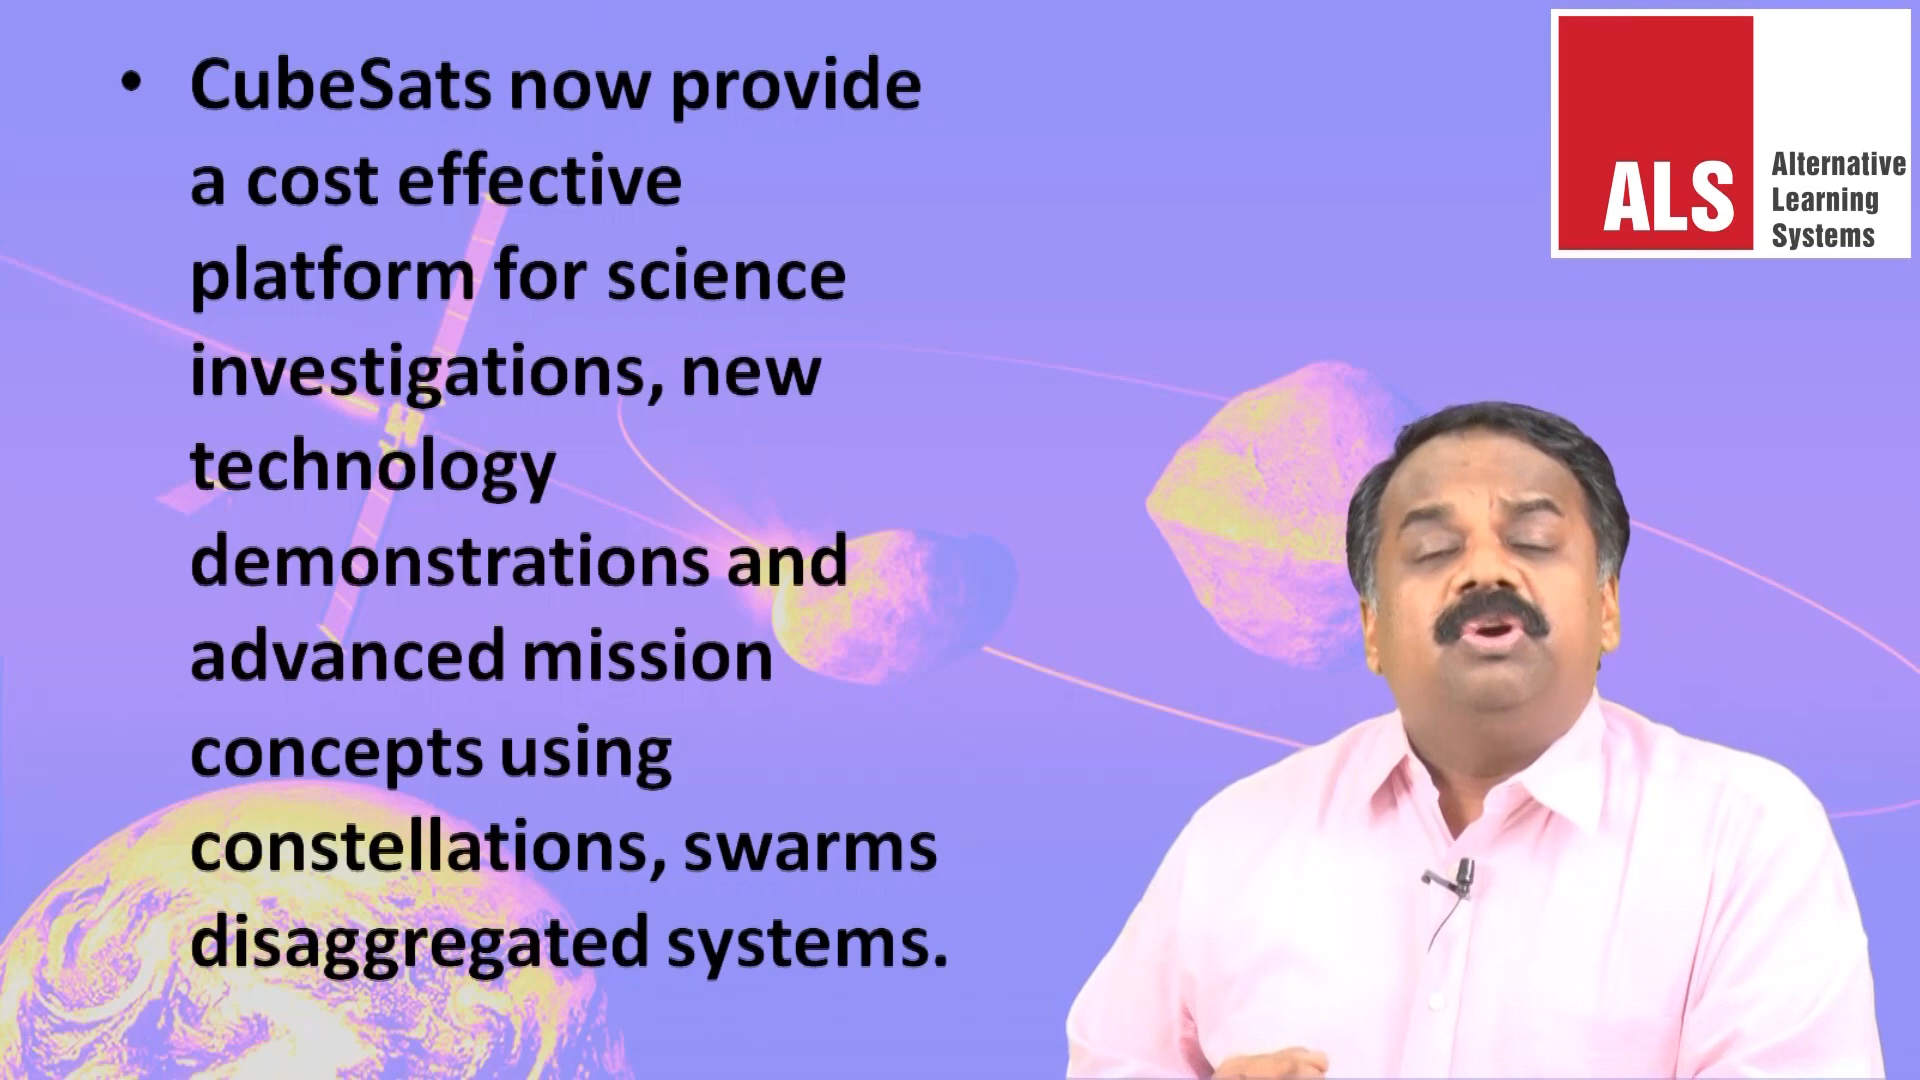 • CubeSats now provide
a cost effective
platform for science
investigations, new
technology
demonstrations and
advanced mission
concepts using
constellations, swarms
disaggregated systems.
ALS
Alternative
Learning
Systems